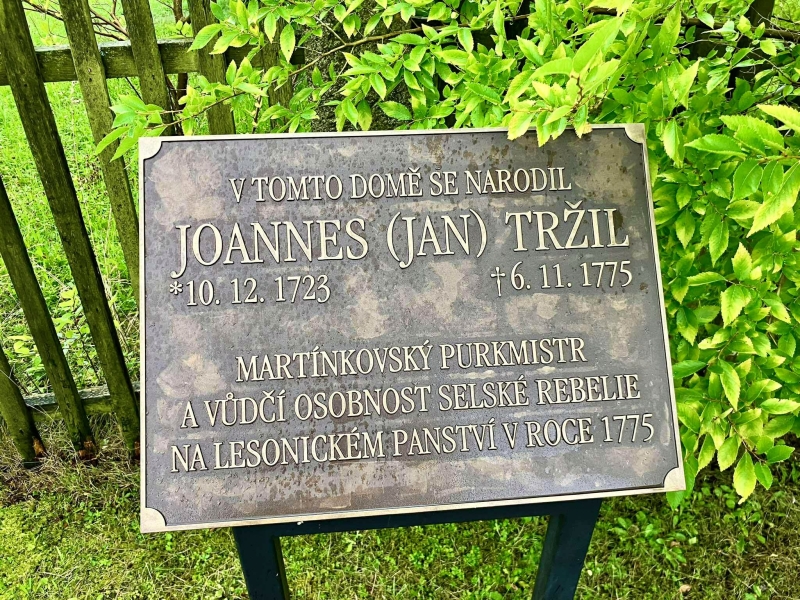 V TOMTO DOMĚ SE NARODIL
JOANNES (JAN) TRŽIL
*10. 12. 1723 †6. 11. 1775
MARTÍNKOVSKÝ PURKMISTR
A VŮDČÍ OSOBNOST SELSKÉ REBELIE
NA LESONICKÉM PANSTVÍ V ROCE 1775